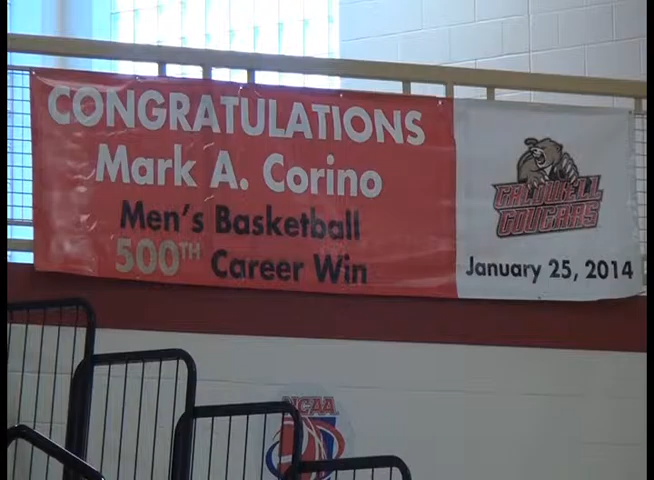 CONGRATULATIONS
Mark A. Corino
Men's Basketball
500TH Career Win
CALDWELL
COUGARS
January 25, 2014
NCAA